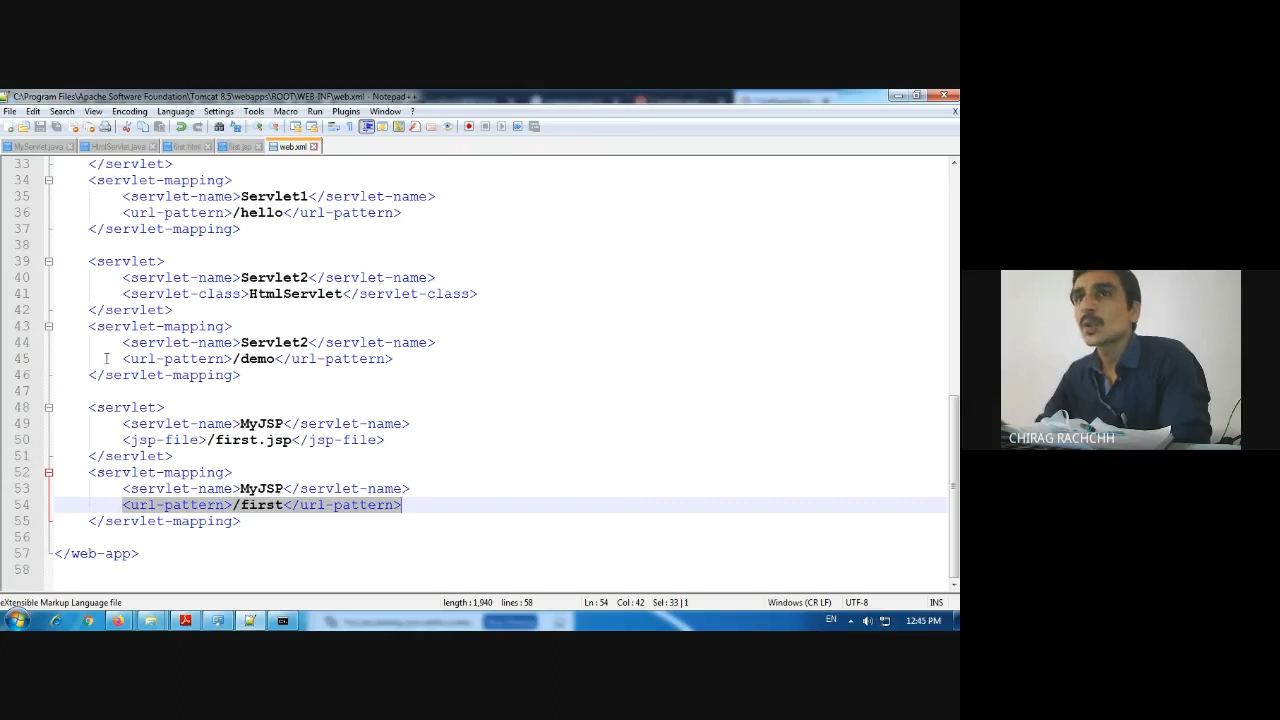 C:\Program Files\Apache Software Foundation\Tomcat 8.5\webapps\ROOT\WEB-INF\web.xml - Notepad++
File Edit Search View Encoding Language Settings Tools Macro Run Plugins Window ? X
MyServlet.java HtmlServlet.java first.html first.jsp web.xml
33 </servlet>
34 <servlet-mapping>
35 <servlet-name>Servlet1</servlet-name>
36 <url-pattern>/hello</url-pattern>
37 </servlet-mapping>
38
39 <servlet>
40 <servlet-name>Servlet2</servlet-name>
41 <servlet-class>HtmlServlet</servlet-class>
42 </servlet>
43 <servlet-mapping>
44 <servlet-name>Servlet2</servlet-name>
45 <url-pattern>/demo</url-pattern>
46 </servlet-mapping>
47
48 <servlet>
49 <servlet-name>MyJSP</servlet-name>
50 <jsp-file>/first.jsp</jsp-file>
51 </servlet>
52 <servlet-mapping>
53 <servlet-name>MyJSP</servlet-name>
54 <url-pattern>/first</url-pattern>
55 </servlet-mapping>
56
57 </web-app>
58
eXtensible Markup Language file length : 1,940 lines : 58 Ln : 54 Col : 42 Sel : 33 | 1 Windows (CR LF) UTF-8 INS
EN 12:45 PM
CHIRAG RACHCHH